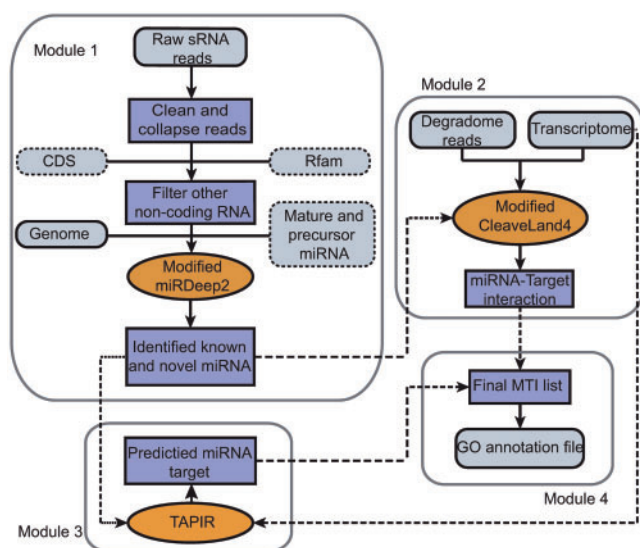 Module 1
Raw sRNA
reads
Clean and
collapse reads
CDS
Rfam
Filter other
non-coding RNA
Genome
Mature and
precursor
miRNA
Modified
miRDeep2
Identified known
and novel miRNA
Module 2
Degradome
reads
Transcriptome
Modified
CleaveLand4
miRNA-Target
interaction
Predictied miRNA
target
TAPIR
Module 3
Final MTI list
GO annotation file
Module 4